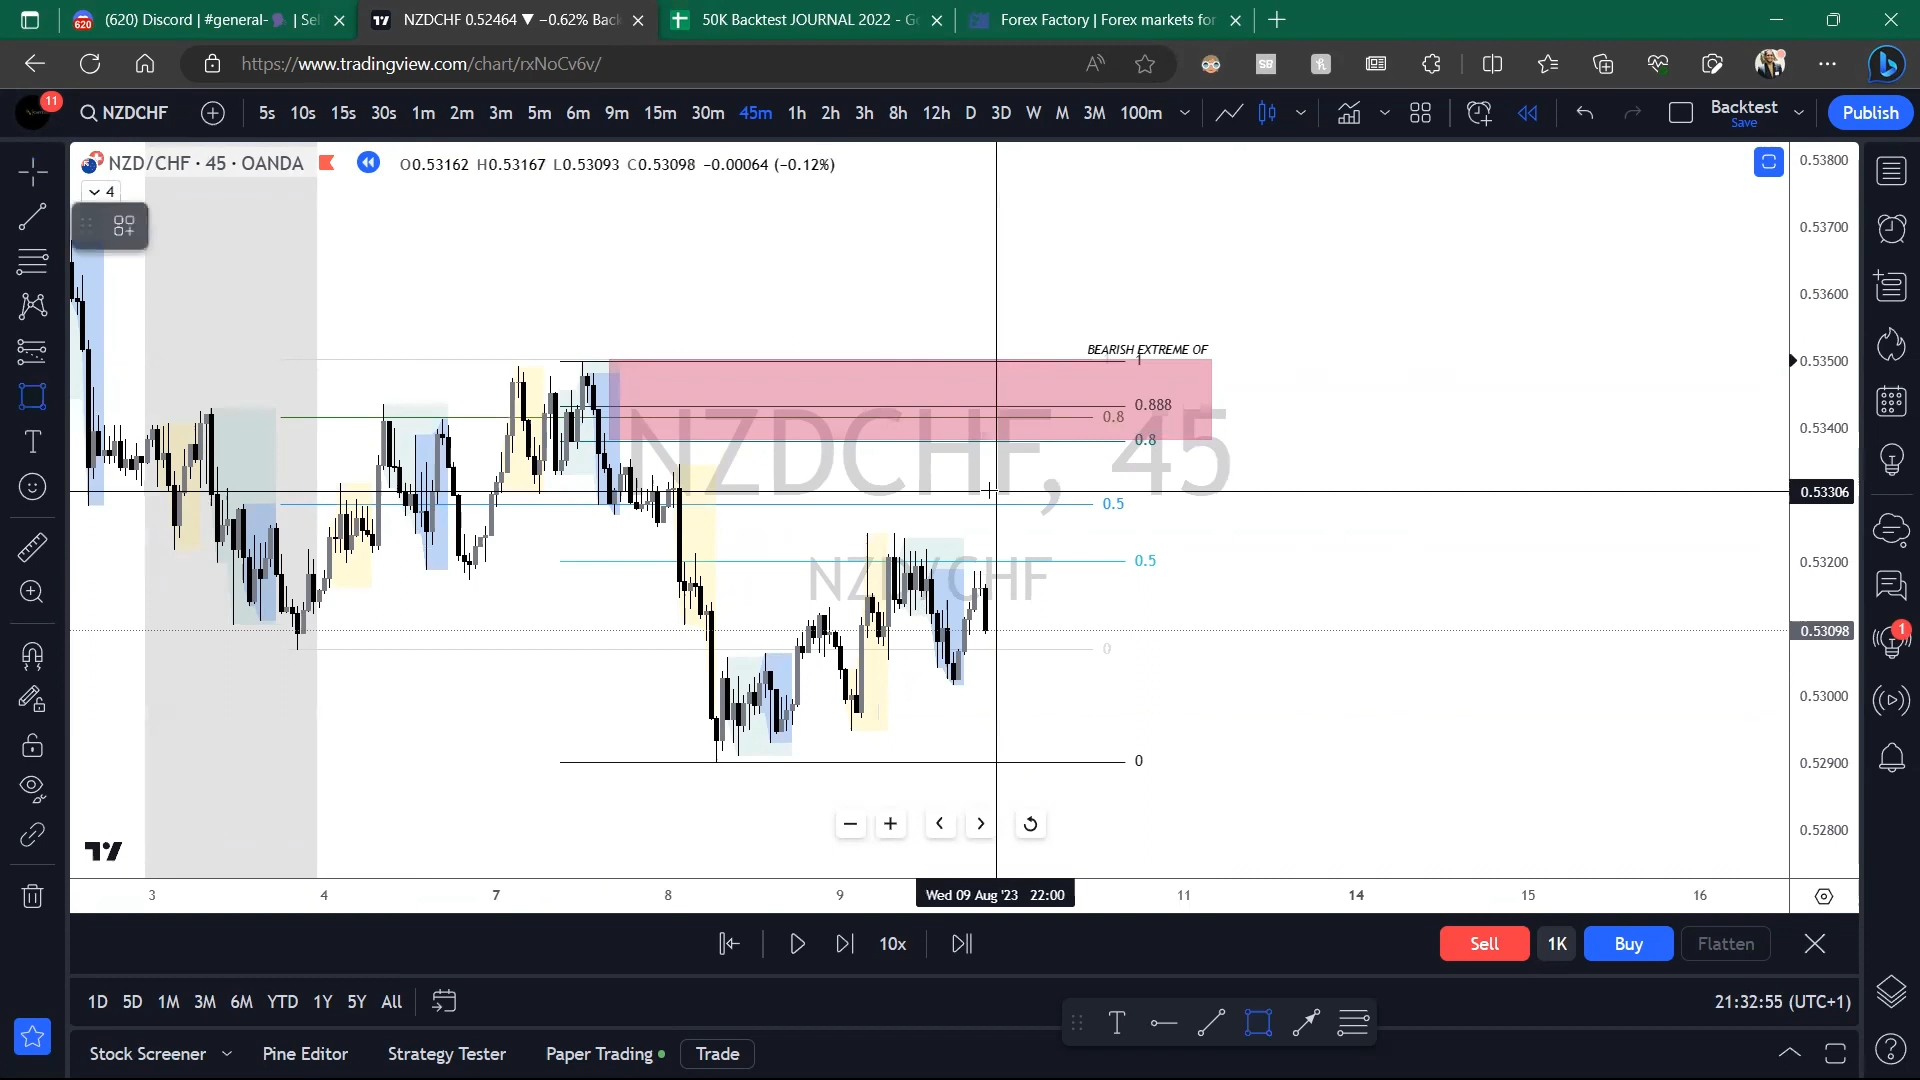 (620) Discord | #general- | Sel
NZDCHF 0.52464 ▼ −0.62% Back
50K Backtest JOURNAL 2022 - Go
Forex Factory | Forex markets for
https://www.tradingview.com/chart/rxNoCv6v/
11
NZDCHF
5s 10s 15s 30s 1m 2m 3m 5m 6m 9m 15m 30m 45m 1h 2h 3h 8h 12h D 3D W M 3M 100m
Backtest
Save
Publish
NZD/CHF · 45 · OANDA
O0.53162 H0.53167 L0.53093 C0.53098 −0.00064 (−0.12%)
4
BEARISH EXTREME OF
1
0.888
0.8
0.8
0.5
0.5
0
0
NZDCHF, 45
NZD/CHF
0.53800
0.53700
0.53600
0.53500
0.53400
0.53306
0.53200
0.53098
0.53000
0.52900
0.52800
3 4 7 8 9 Wed 09 Aug '23 22:00 11 14 15 16
10x
Sell 1K Buy Flatten
1D 5D 1M 3M 6M YTD 1Y 5Y All
21:32:55 (UTC+1)
Stock Screener Pine Editor Strategy Tester Paper Trading Trade
1